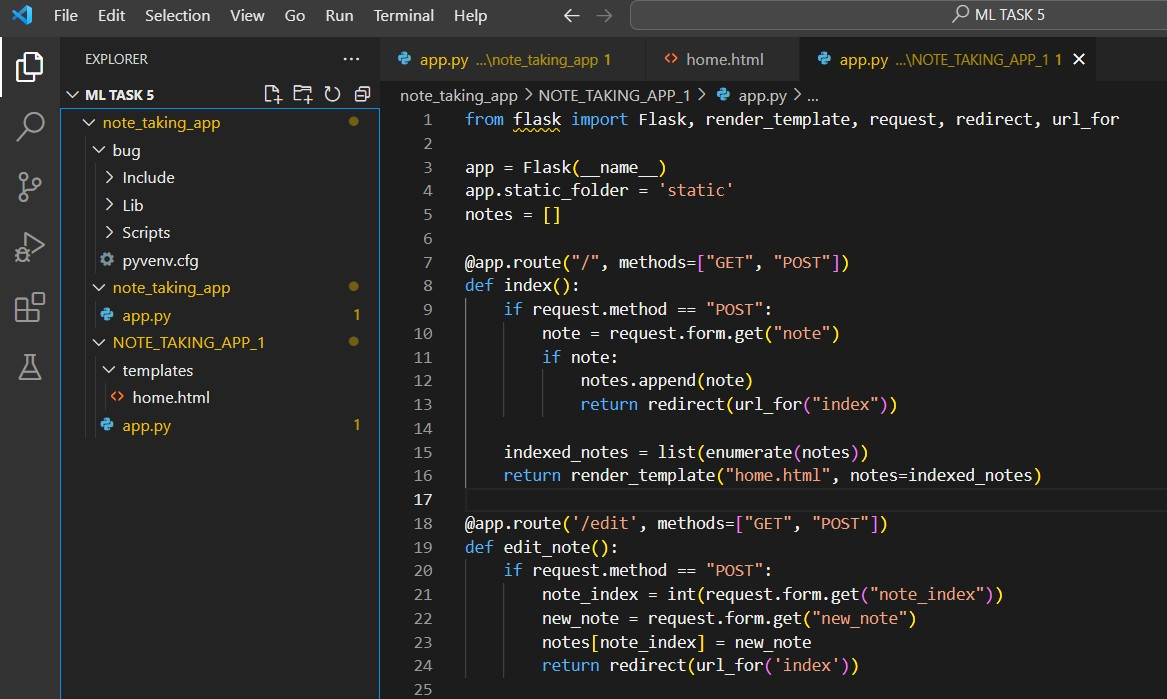 File Edit Selection View Go Run Terminal Help ML TASK 5
EXPLORER ...
ML TASK 5
note_taking_app
bug
Include
Lib
Scripts
pyvenv.cfg
note_taking_app
app.py 1
NOTE_TAKING_APP_1
templates
home.html
app.py 1
app.py ...\note_taking_app 1 home.html app.py ...\NOTE_TAKING_APP_1 1
note_taking_app > NOTE_TAKING_APP_1 > app.py > ...
1 from flask import Flask, render_template, request, redirect, url_for
2
3 app = Flask(__name__)
4 app.static_folder = 'static'
5 notes = []
6
7 @app.route("/", methods=["GET", "POST"])
8 def index():
9     if request.method == "POST":
10         note = request.form.get("note")
11         if note:
12             notes.append(note)
13             return redirect(url_for("index"))
14
15     indexed_notes = list(enumerate(notes))
16     return render_template("home.html", notes=indexed_notes)
17
18 @app.route('/edit', methods=["GET", "POST"])
19 def edit_note():
20     if request.method == "POST":
21         note_index = int(request.form.get("note_index"))
22         new_note = request.form.get("new_note")
23         notes[note_index] = new_note
24         return redirect(url_for('index'))
25